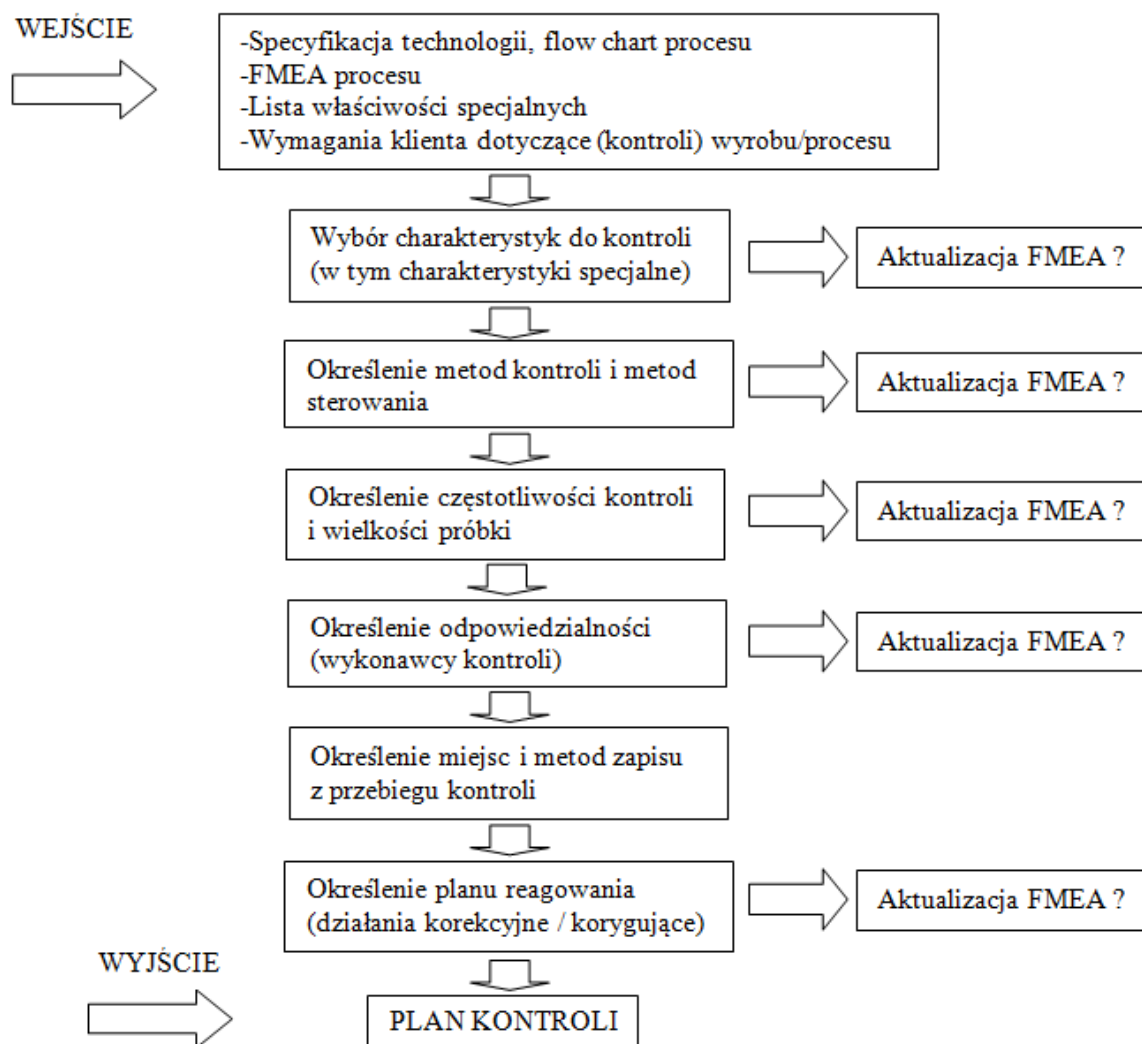 WEJŚCIE
-Specyfikacja technologii, flow chart procesu
-FMEA procesu
-Lista właściwości specjalnych
-Wymagania klienta dotyczące (kontroli) wyrobu/procesu
Wybór charakterystyk do kontroli
(w tym charakterystyki specjalne)
Aktualizacja FMEA ?
Określenie metod kontroli i metod
sterowania
Aktualizacja FMEA ?
Określenie częstotliwości kontroli
i wielkości próbki
Aktualizacja FMEA ?
Określenie odpowiedzialności
(wykonawcy kontroli)
Aktualizacja FMEA ?
Określenie miejsc i metod zapisu
z przebiegu kontroli
Określenie planu reagowania
(działania korekcyjne / korygujące)
Aktualizacja FMEA ?
WYJŚCIE
PLAN KONTROLI